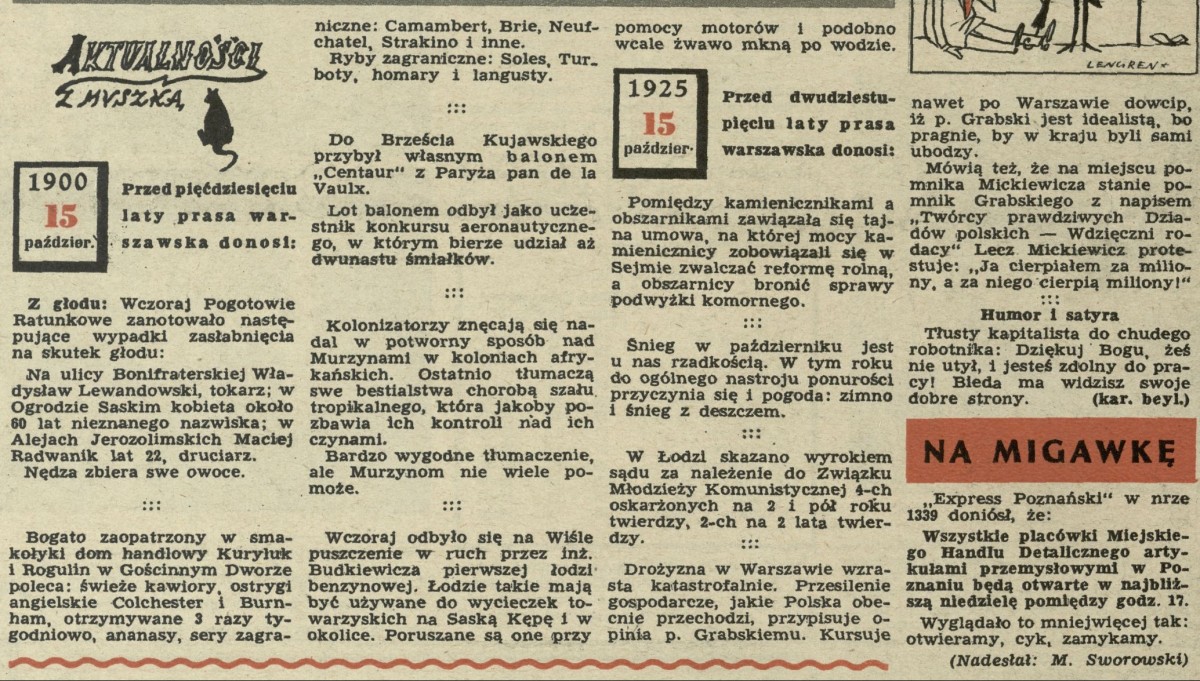 AKTUALNOŚCI
Z MYSZKĄ
1900
15
paździer.
Przed pięćdziesięciu
laty prasa war-
szawska donosi:
Z głodu: Wczoraj Pogotowie
Ratunkowe zanotowało nastę-
pujące wypadki zasłabnięcia
na skutek głodu:
Na ulicy Bonifraterskiej Wła-
dysław Lewandowski, tokarz; w
Ogrodzie Saskim kobieta około
60 lat nieznanego nazwiska; w
Alejach Jerozolimskich Maciej
Radwanik lat 22, druciarz.
Nędza zbiera swe owoce.
:::
Bogato zaopatrzony w sma-
kołyki dom handlowy Kuryluk
i Rogulin w Gościnnym Dworze
poleca: świeże kawiory, ostrygi
angielskie Colchester i Burn-
ham, otrzymywane 3 razy ty-
godniowo, ananasy, sery zagra-
niczne: Camambert, Brie, Neuf-
chatel, Strakino i inne.
Ryby zagraniczne: Soles, Tur-
boty, homary i langusty.
:::
Do Brześcia Kujawskiego
przybył własnym balonem
„Centaur“ z Paryża pan de la
Vaulx.
Lot balonem odbył jako ucze-
stnik konkursu aeronautyczne-
go, w którym bierze udział aż
dwunastu śmiałków.
:::
Kolonizatorzy znęcają się na-
dal w potworny sposób nad
Murzynami w koloniach afry-
kańskich. Ostatnio tłumaczą
swe bestialstwa chorobą szału
tropikalnego, która jakoby po-
zbawia ich kontroli nad ich
czynami.
Bardzo wygodne tłumaczenie,
ale Murzynom nie wiele po-
może.
:::
Wczoraj odbyło się na Wiśle
puszczenie w ruch przez inż.
Budkiewicza pierwszej łodzi
benzynowej. Łodzie takie mają
być używane do wycieczek to-
warzyskich na Saską Kępę i w
okolice. Poruszane są one przy
pomocy motorów i podobno
wcale żwawo mkną po wodzie.
1925
15
paździer.
Przed dwudziestu-
pięciu laty prasa
warszawska donosi:
Pomiędzy kamienicznikami a
obszarnikami zawiązała się taj-
na umowa, na której mocy ka-
mienicznicy zobowiązali się w
Sejmie zwalczać reformę rolną,
a obszarnicy bronić sprawy
podwyżki komornego.
:::
Śnieg w październiku jest
u nas rzadkością. W tym roku
do ogólnego nastroju ponurości
przyczynia się i pogoda: zimno
i śnieg z deszczem.
:::
W Łodzi skazano wyrokiem
sądu za należenie do Związku
Młodzieży Komunistycznej 4-ch
oskarżonych na 2 i pół roku
twierdzy, 2-ch na 2 lata twier-
dzy.
:::
Drożyzna w Warszawie wzra-
sta katastrofalnie. Przesilenie
gospodarcze, jakie Polska obe-
cnie przechodzi, przypisuje o-
pinia p. Grabskiemu. Kursuje
LENGREN
nawet po Warszawie dowcip,
iż p. Grabski jest idealistą, bo
pragnie, by w kraju byli sami
ubodzy.
Mówią też, że na miejscu po-
mnika Mickiewicza stanie po-
mnik Grabskiego z napisem
„Twórcy prawdziwych Dzia-
dów polskich — Wdzięczni ro-
dacy“ Lecz Mickiewicz prote-
stuje: „Ja cierpiałem za milio-
ny, a za niego cierpią miliony!“
:::
Humor i satyra
Tłusty kapitalista do chudego
robotnika: Dziękuj Bogu, żeś
nie utył, i jesteś zdolny do pra-
cy! Bieda ma widzisz swoje
dobre strony. (kar. beyl.)
NA MIGAWKĘ
„Express Poznański“ w nrze
1339 doniósł, że:
Wszystkie placówki Miejskie-
go Handlu Detalicznego arty-
kułami przemysłowymi w Po-
znaniu będą otwarte w najbliż-
szą niedzielę pomiędzy godz. 17.
Wyglądało to mniejwięcej tak:
otwieramy, cyk, zamykamy.
(Nadesłał: M. Sworowski)